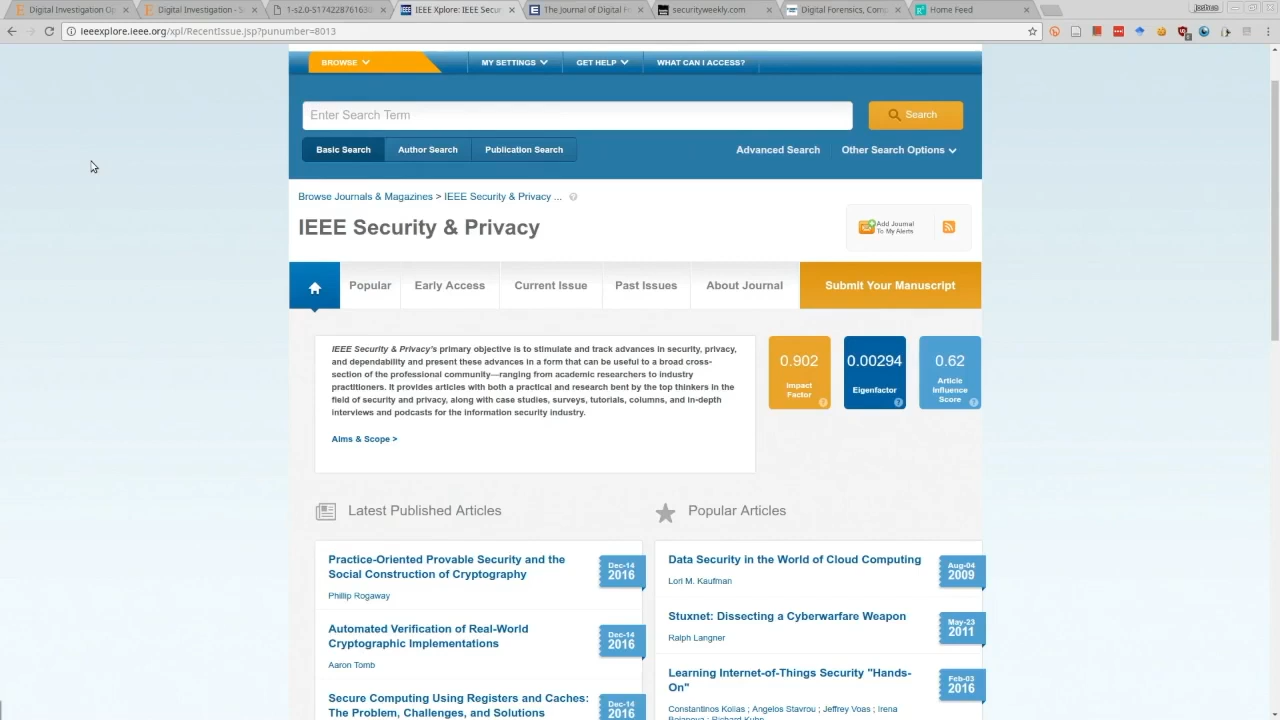 Digital Investigation
Digital Investigation
1-s2.0-S174228761630
IEEE Xplore: IEEE Secur
The Journal of Digital Fo
securityweekly.com
Digital Forensics, Comp
Home Feed
ieeexplore.ieee.org/xpl/RecentIssue.jsp?punumber=8013
BROWSE
MY SETTINGS
GET HELP
WHAT CAN I ACCESS?
Enter Search Term
Search
Basic Search
Author Search
Publication Search
Advanced Search
Other Search Options
Browse Journals & Magazines > IEEE Security & Privacy ...
IEEE Security & Privacy
Add Journal
To My Alerts
Popular
Early Access
Current Issue
Past Issues
About Journal
Submit Your Manuscript
IEEE Security & Privacy's primary objective is to stimulate and track advances in security, privacy,
and dependability and present these advances in a form that can be useful to a broad cross-
section of the professional community—ranging from academic researchers to industry
practitioners. It provides articles with both a practical and research bent by the top thinkers in the
field of security and privacy, along with case studies, surveys, tutorials, columns, and in-depth
interviews and podcasts for the information security industry.
Aims & Scope >
0.902
Impact
Factor
0.00294
Eigenfactor
0.62
Article
Influence
Score
Latest Published Articles
Practice-Oriented Provable Security and the
Social Construction of Cryptography
Phillip Rogaway
Dec-14
2016
Automated Verification of Real-World
Cryptographic Implementations
Aaron Tomb
Dec-14
2016
Secure Computing Using Registers and Caches:
The Problem, Challenges, and Solutions
Dec-14
2016
Popular Articles
Data Security in the World of Cloud Computing
Lori M. Kaufman
Aug-04
2009
Stuxnet: Dissecting a Cyberwarfare Weapon
Ralph Langner
May-23
2011
Learning Internet-of-Things Security "Hands-
On"
Constantinos Kolias ; Angelos Stavrou ; Jeffrey Voas ; Irena
Bojanova ; Richard Kuhn
Feb-03
2016